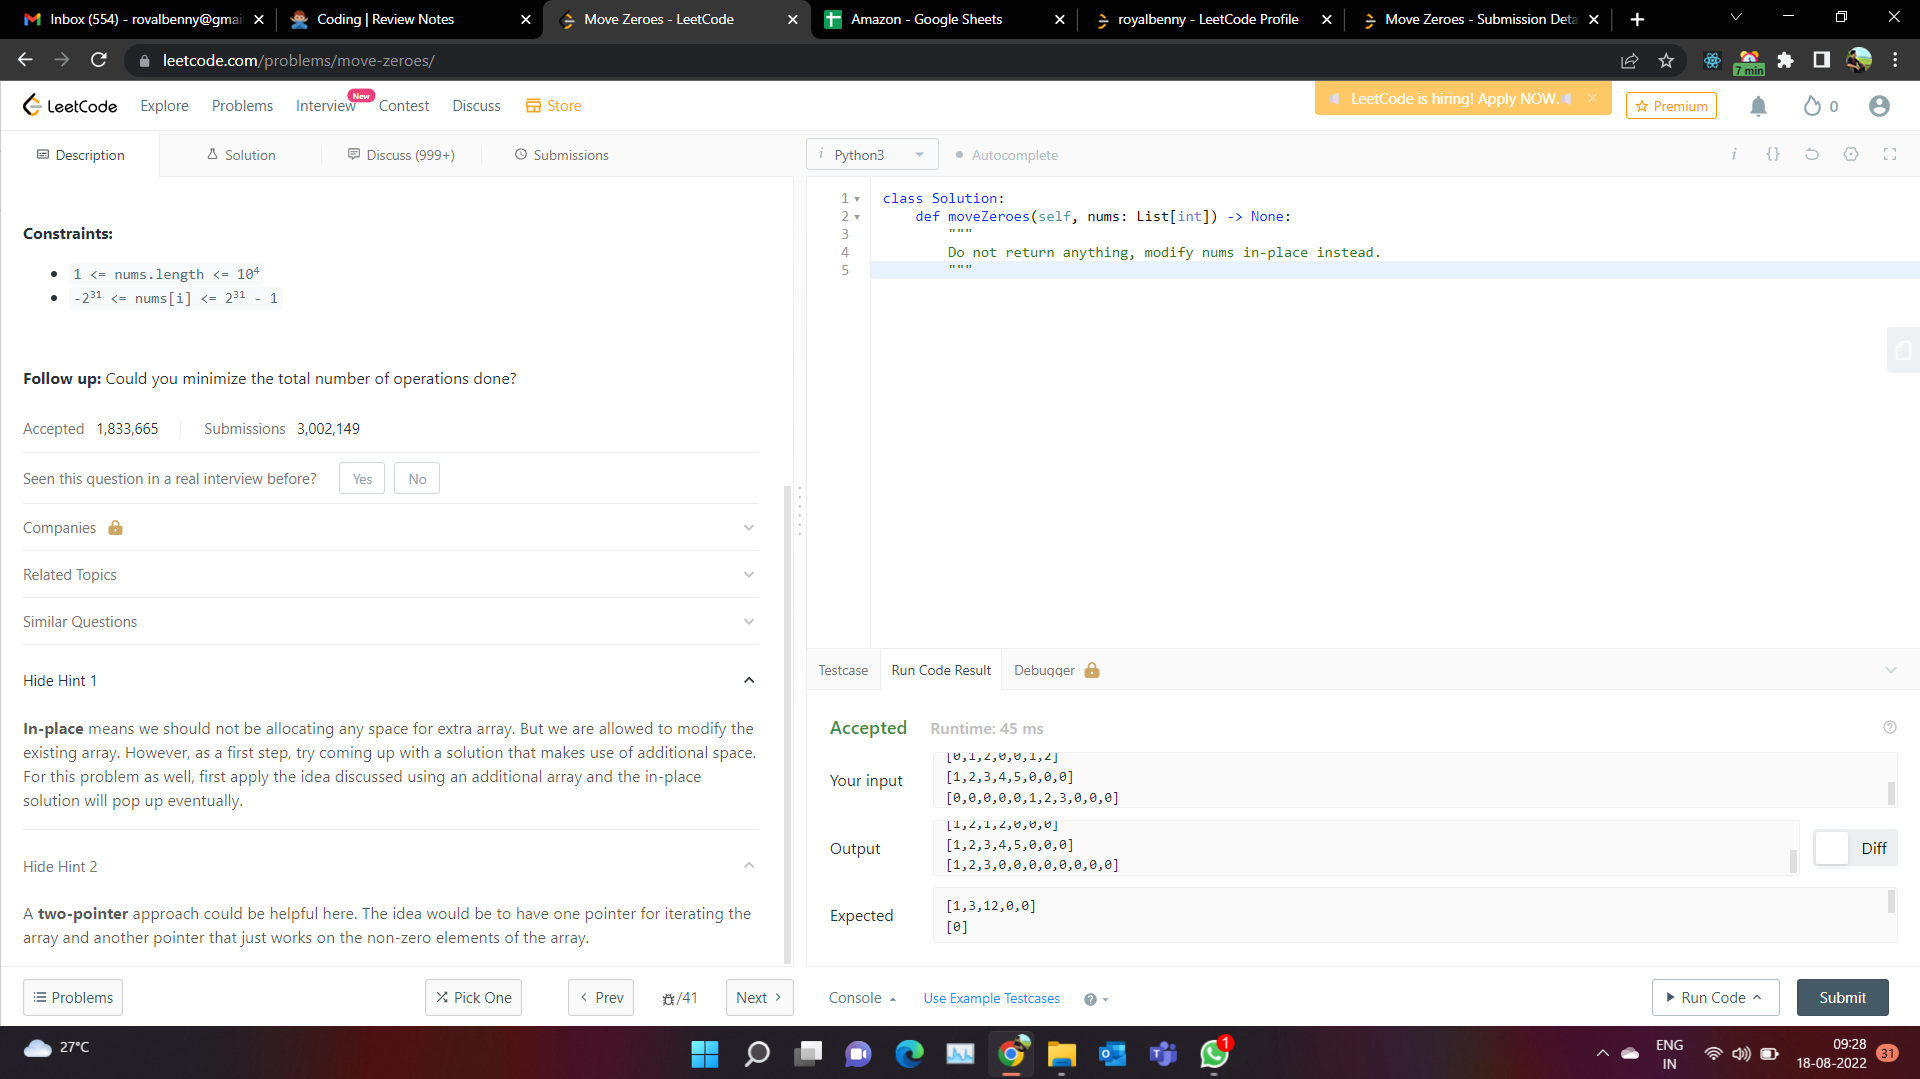 Inbox (554) - rovalbenny@gmai
Coding | Review Notes
Move Zeroes - LeetCode
Amazon - Google Sheets
royalbenny - LeetCode Profile
Move Zeroes - Submission Deta
leetcode.com/problems/move-zeroes/
7 min
LeetCode
Explore
Problems
Interview
New
Contest
Discuss
Store
LeetCode is hiring! Apply NOW.
Premium
0
Description
Solution
Discuss (999+)
Submissions
i Python3
Autocomplete
i {}
Constraints:
1 <= nums.length <= 10⁴
-2³¹ <= nums[i] <= 2³¹ - 1
Follow up: Could you minimize the total number of operations done?
Accepted 1,833,665
Submissions 3,002,149
Seen this question in a real interview before? Yes No
Companies
Related Topics
Similar Questions
Hide Hint 1
In-place means we should not be allocating any space for extra array. But we are allowed to modify the
existing array. However, as a first step, try coming up with a solution that makes use of additional space.
For this problem as well, first apply the idea discussed using an additional array and the in-place
solution will pop up eventually.
Hide Hint 2
A two-pointer approach could be helpful here. The idea would be to have one pointer for iterating the
array and another pointer that just works on the non-zero elements of the array.
1 class Solution:
2 def moveZeroes(self, nums: List[int]) -> None:
3 """
4 Do not return anything, modify nums in-place instead.
5 """
Testcase
Run Code Result
Debugger
Accepted Runtime: 45 ms
Your input
[0,1,2,0,0,1,2]
[1,2,3,4,5,0,0,0]
[0,0,0,0,0,1,2,3,0,0,0]
Output
[1,2,1,2,0,0,0]
[1,2,3,4,5,0,0,0]
[1,2,3,0,0,0,0,0,0,0,0]
Diff
Expected
[1,3,12,0,0]
[0]
Problems
Pick One
Prev
/41
Next
Console
Use Example Testcases
Run Code
Submit
27°C
1
ENG
IN
09:28
18-08-2022
31